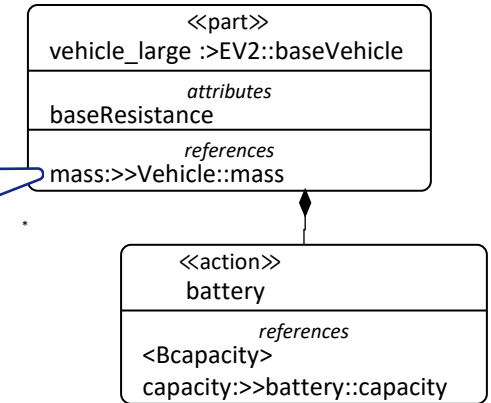 ≪part≫
vehicle_large :>EV2::baseVehicle
attributes
baseResistance
references
mass:>>Vehicle::mass
*
≪action≫
battery
references
<Bcapacity>
capacity:>>battery::capacity